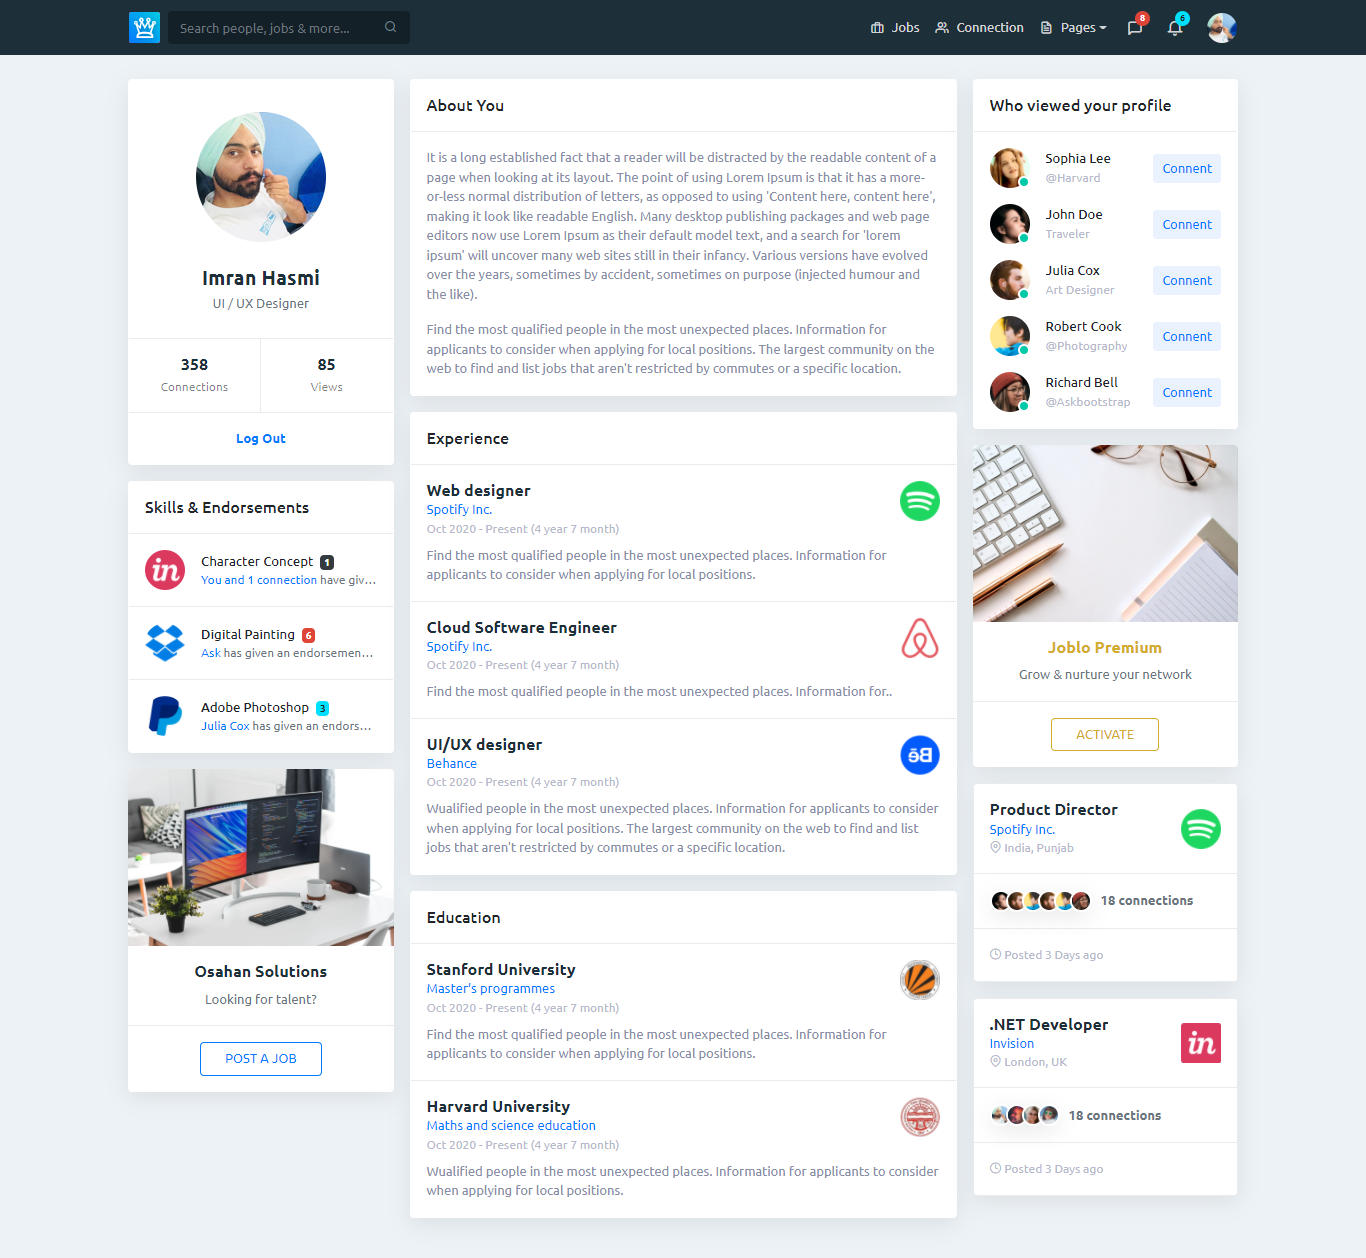 Search people, jobs & more...
Jobs
Connection
Pages
8
6
Imran Hasmi
UI / UX Designer
358
Connections
85
Views
Log Out
Skills & Endorsements
in
Character Concept 1
You and 1 connection have giv...
Digital Painting 6
Ask has given an endorsemen...
Adobe Photoshop 3
Julia Cox has given an endors...
Osahan Solutions
Looking for talent?
POST A JOB
About You
It is a long established fact that a reader will be distracted by the readable content of a
page when looking at its layout. The point of using Lorem Ipsum is that it has a more-
or-less normal distribution of letters, as opposed to using 'Content here, content here',
making it look like readable English. Many desktop publishing packages and web page
editors now use Lorem Ipsum as their default model text, and a search for 'lorem
ipsum' will uncover many web sites still in their infancy. Various versions have evolved
over the years, sometimes by accident, sometimes on purpose (injected humour and
the like).
Find the most qualified people in the most unexpected places. Information for
applicants to consider when applying for local positions. The largest community on the
web to find and list jobs that aren't restricted by commutes or a specific location.
Experience
Web designer
Spotify Inc.
Oct 2020 - Present (4 year 7 month)
Find the most qualified people in the most unexpected places. Information for
applicants to consider when applying for local positions.
Cloud Software Engineer
Spotify Inc.
Oct 2020 - Present (4 year 7 month)
Find the most qualified people in the most unexpected places. Information for..
UI/UX designer
Behance
Oct 2020 - Present (4 year 7 month)
Wualified people in the most unexpected places. Information for applicants to consider
when applying for local positions. The largest community on the web to find and list
jobs that aren't restricted by commutes or a specific location.
Bē
Education
Stanford University
Master's programmes
Oct 2020 - Present (4 year 7 month)
Find the most qualified people in the most unexpected places. Information for
applicants to consider when applying for local positions.
Harvard University
Maths and science education
Oct 2020 - Present (4 year 7 month)
Wualified people in the most unexpected places. Information for applicants to consider
when applying for local positions.
Who viewed your profile
Sophia Lee
@Harvard
Connent
John Doe
Traveler
Connent
Julia Cox
Art Designer
Connent
Robert Cook
@Photography
Connent
Richard Bell
@Askbootstrap
Connent
Joblo Premium
Grow & nurture your network
ACTIVATE
Product Director
Spotify Inc.
India, Punjab
18 connections
Posted 3 Days ago
.NET Developer
Invision
London, UK
in
18 connections
Posted 3 Days ago